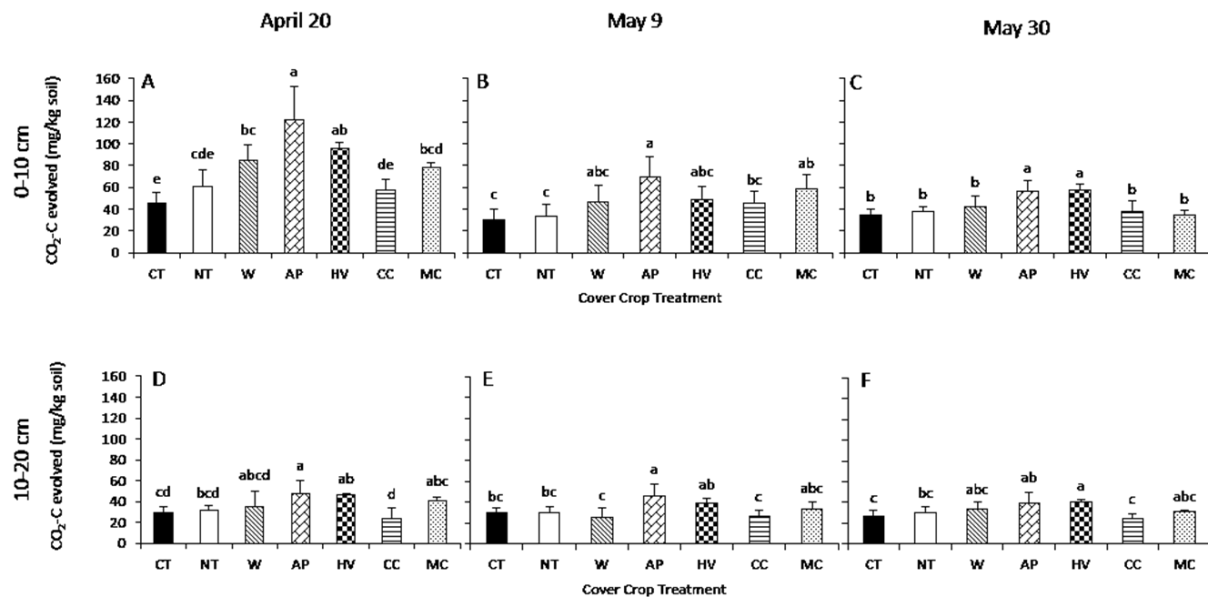 April 20
May 9
May 30
0-10 cm
CO₂-C evolved (mg/kg soil)
160
140
120
100
80
60
40
20
0
A
e
cde
bc
a
ab
de
bcd
CT NT W AP HV CC MC
B
c
c
abc
a
abc
bc
ab
CT NT W AP HV CC MC
Cover Crop Treatment
C
b
b
b
a
a
b
b
CT NT W AP HV CC MC
10-20 cm
CO₂-C evolved (mg/kg soil)
160
140
120
100
80
60
40
20
0
D
cd
bcd
abcd
a
ab
d
abc
CT NT W AP HV CC MC
E
bc
bc
c
a
ab
c
abc
CT NT W AP HV CC MC
Cover Crop Treatment
F
c
bc
abc
ab
a
c
abc
CT NT W AP HV CC MC